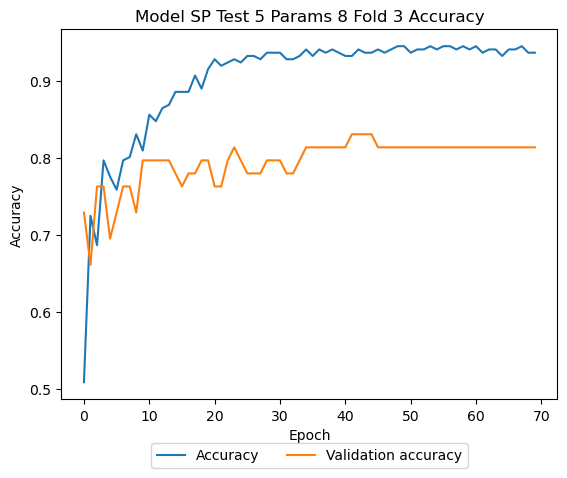 Model SP Test 5 Params 8 Fold 3 Accuracy
Accuracy
0.9
0.8
0.7
0.6
0.5
0 10 20 30 40 50 60 70
Epoch
Accuracy Validation accuracy